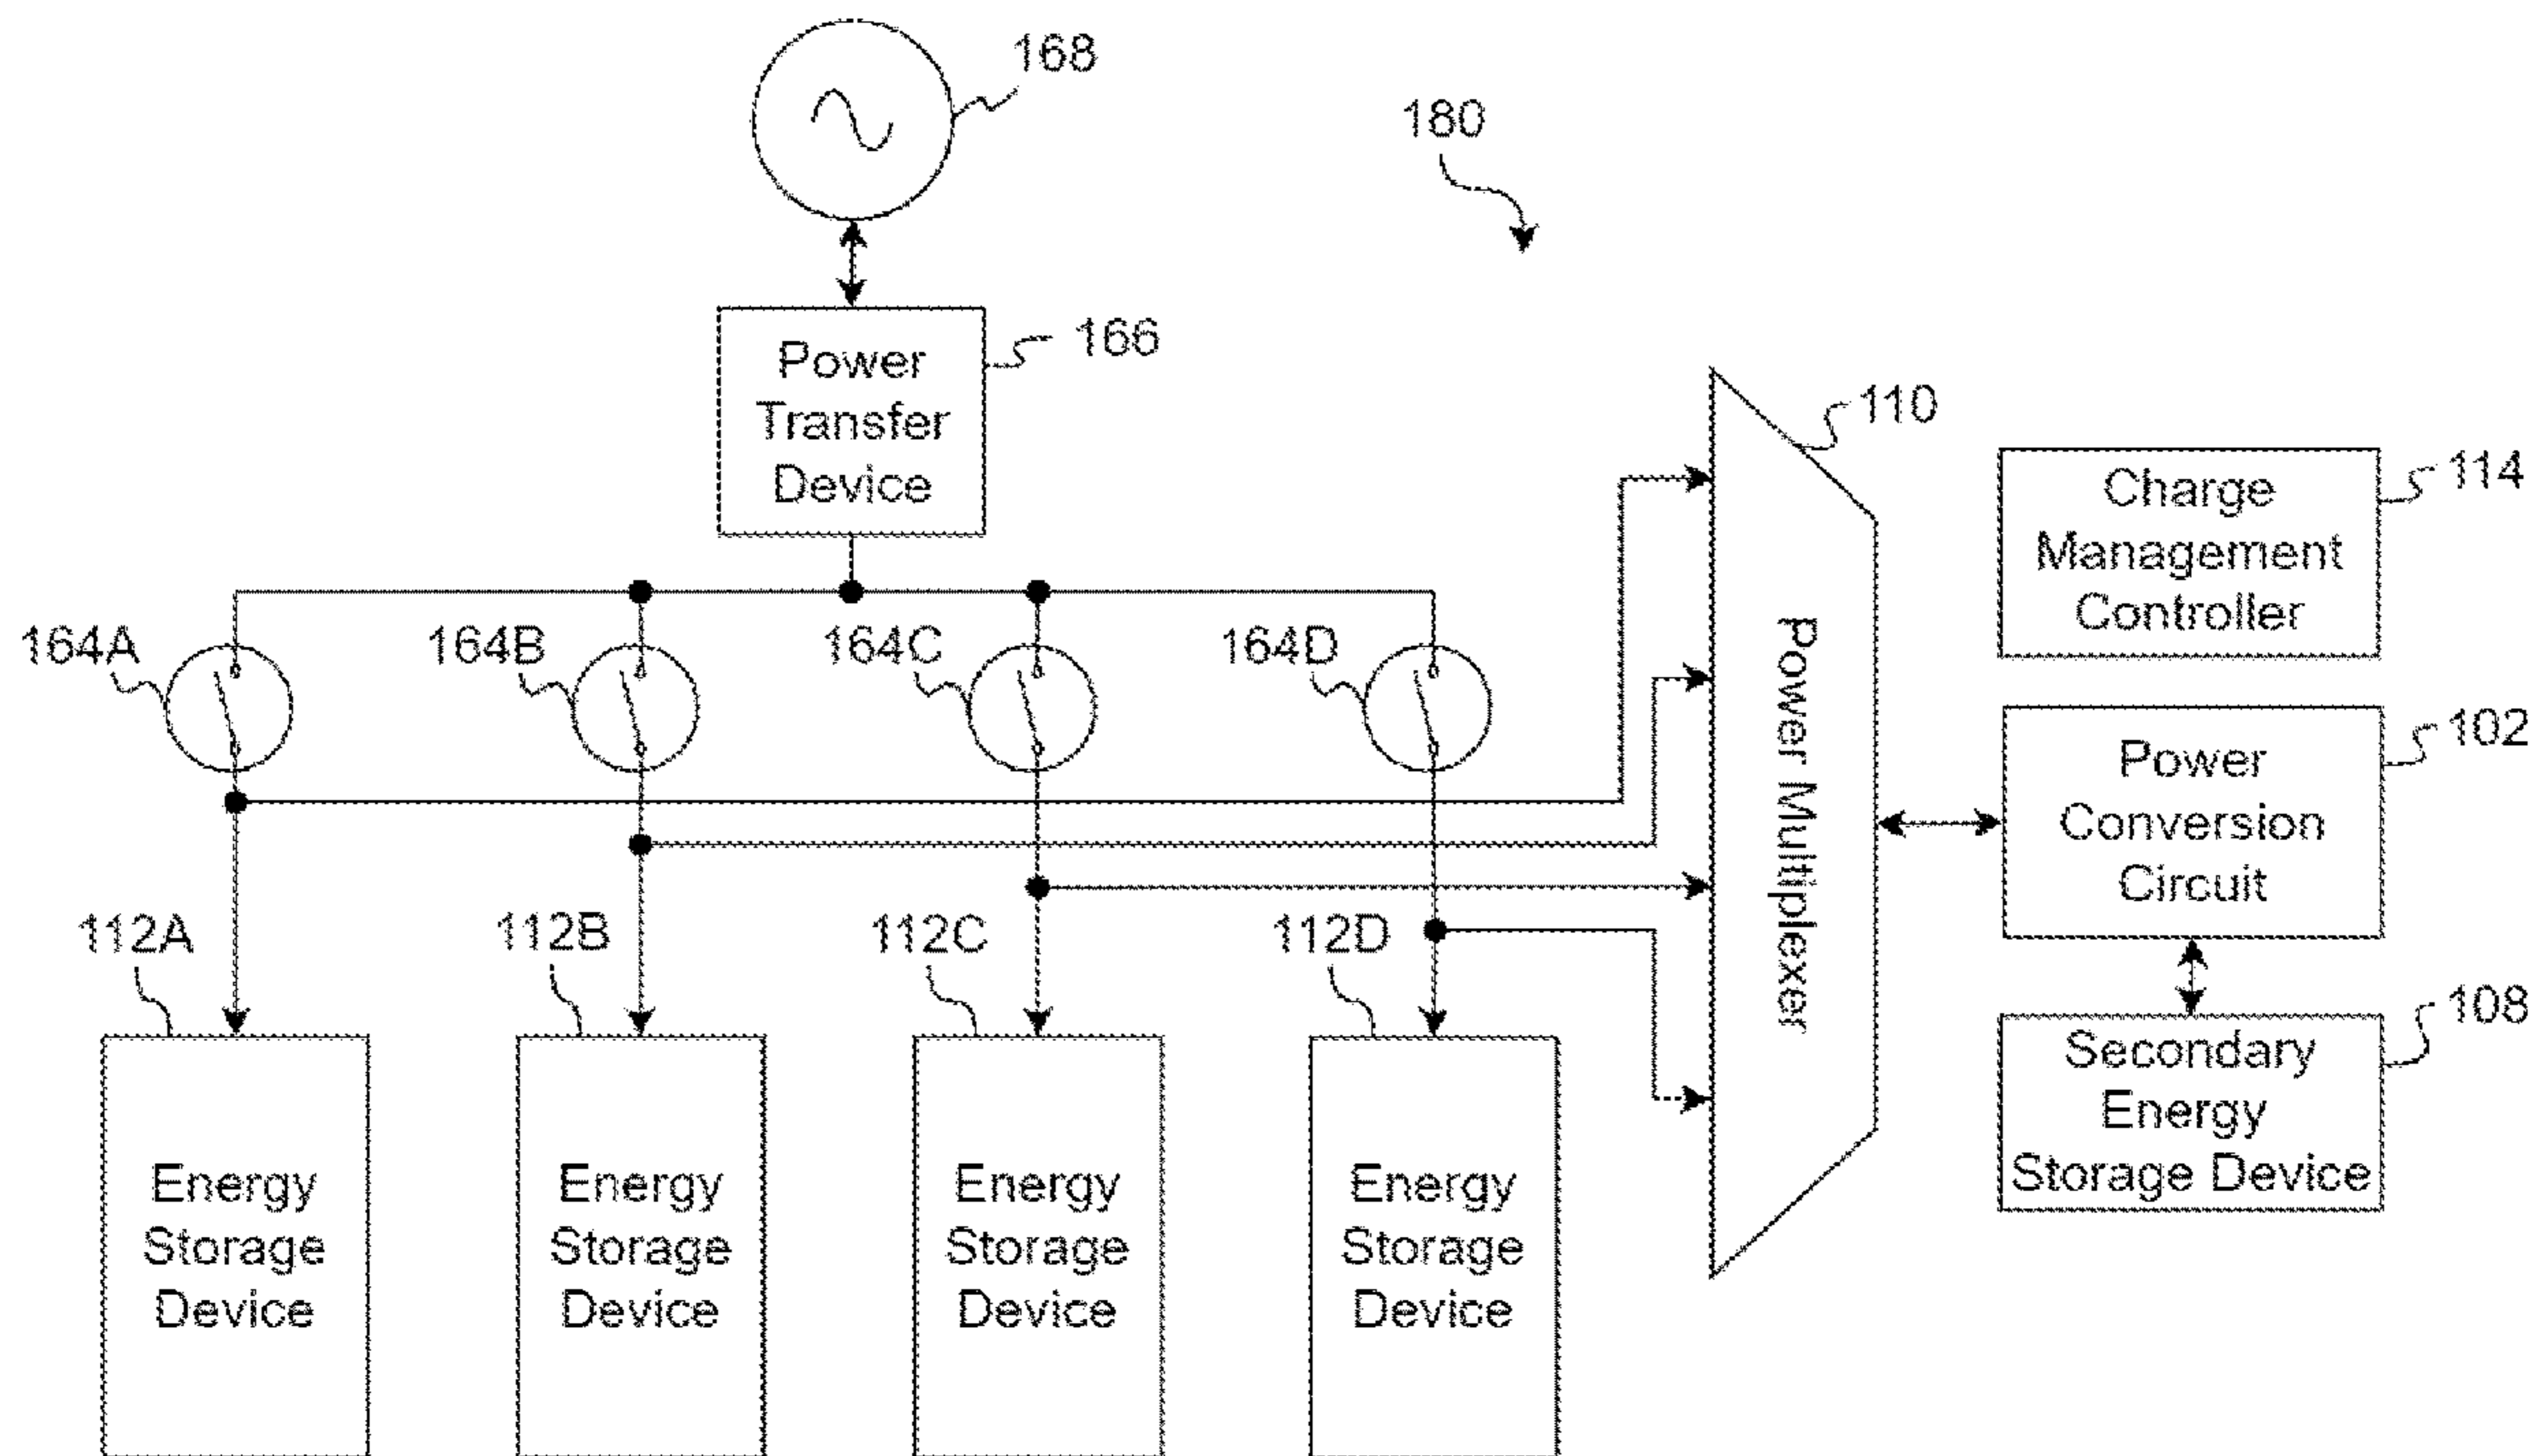 168
180
Power
Transfer
Device
166
110
Charge
Management
Controller
114
164A
164B
164C
164D
Power Multiplexer
Power
Conversion
Circuit
102
112A
112B
112C
112D
Secondary
Energy
Storage Device
108
Energy
Storage
Device
Energy
Storage
Device
Energy
Storage
Device
Energy
Storage
Device